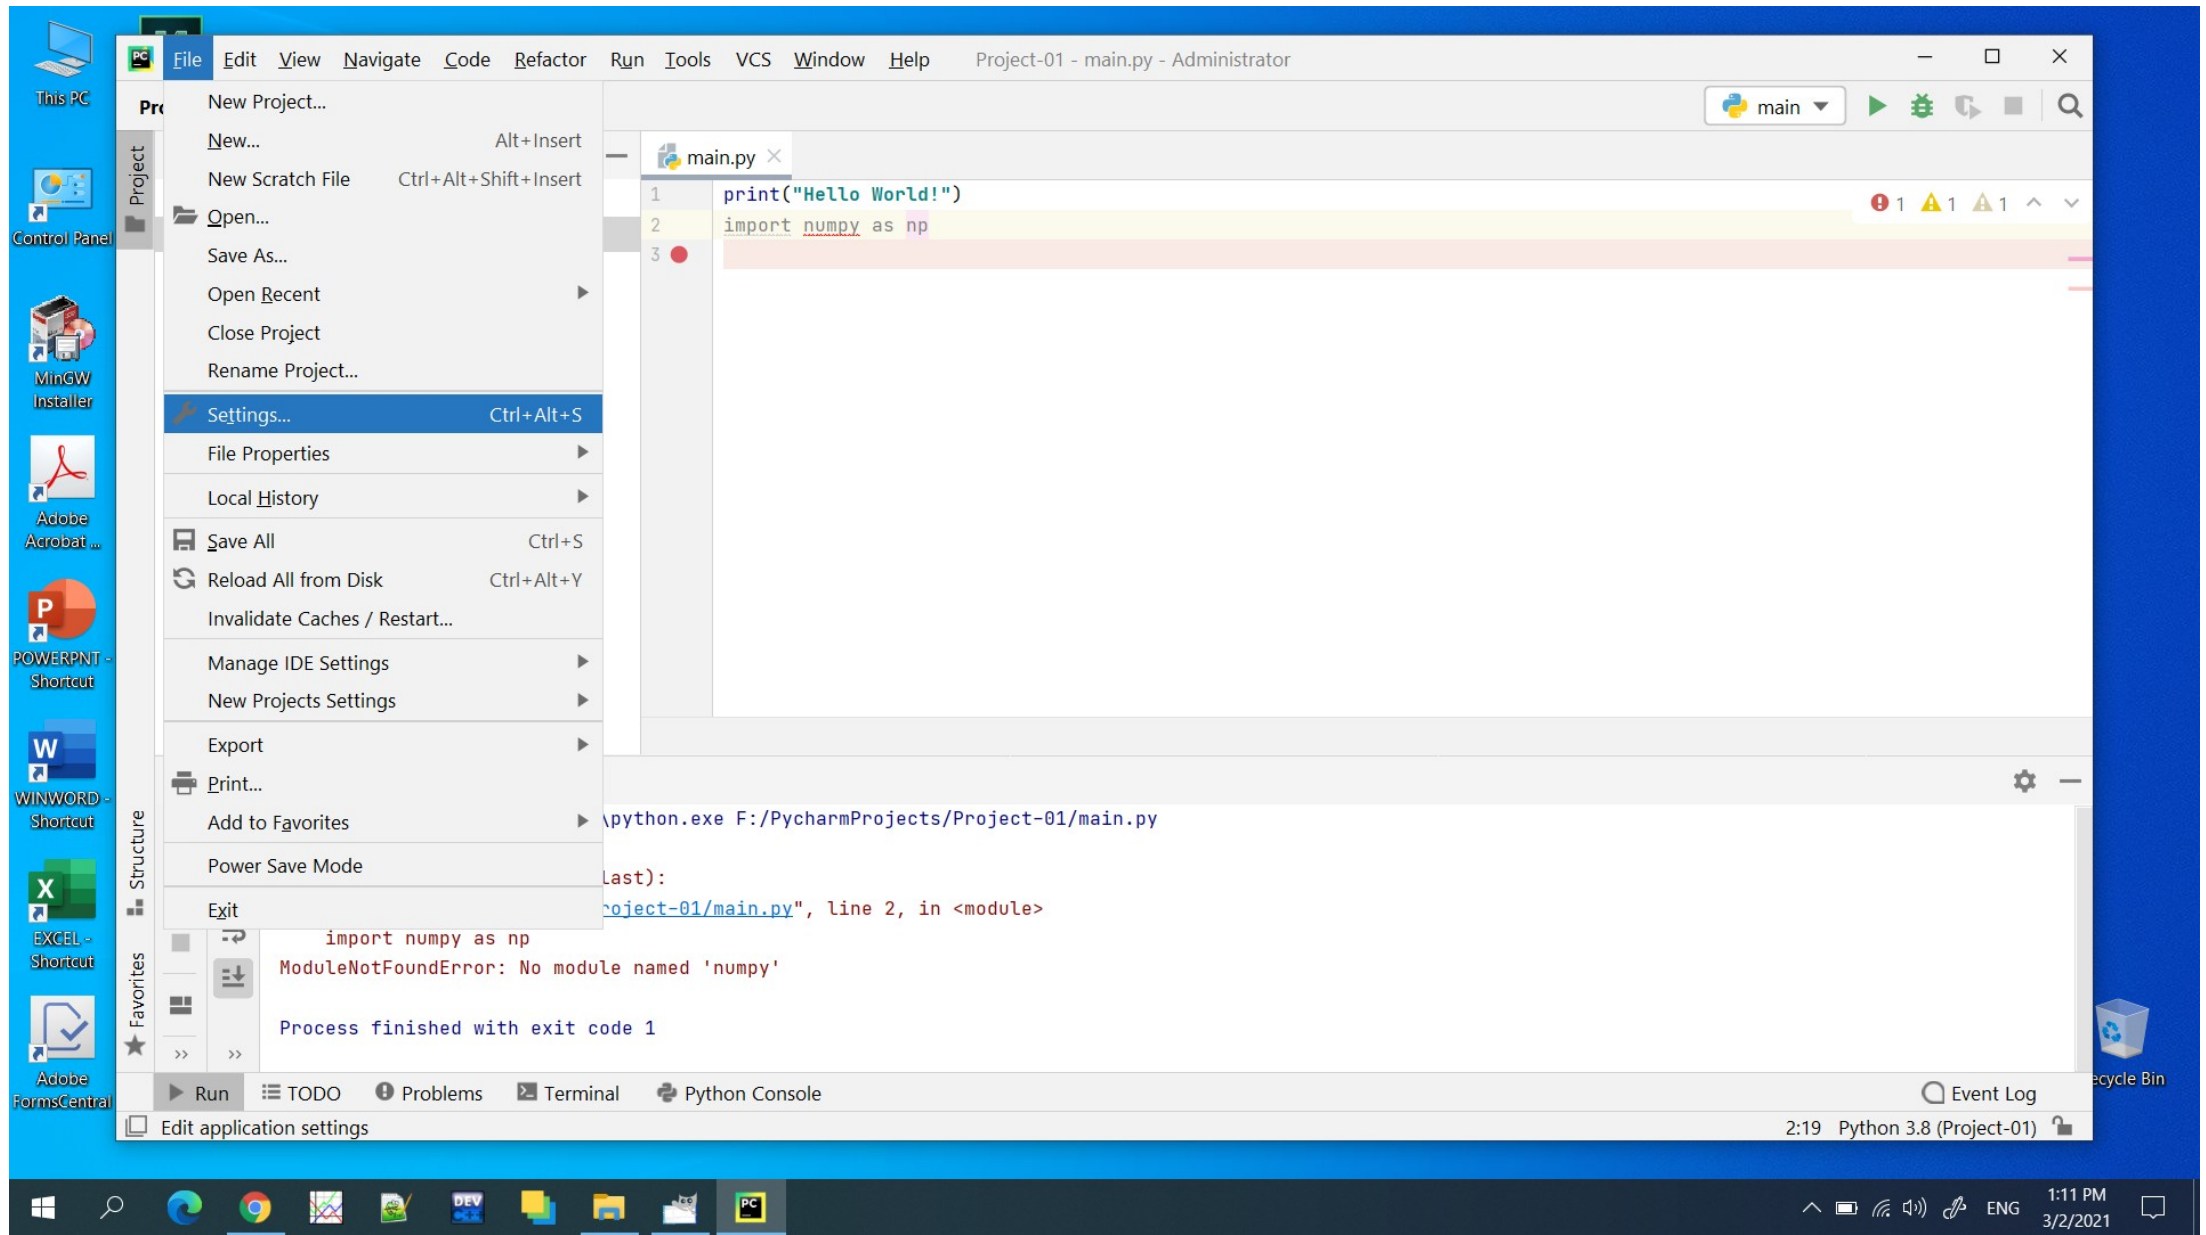 File Edit View Navigate Code Refactor Run Tools VCS Window Help Project-01 - main.py - Administrator
This PC
Control Panel
MinGW
Installer
Adobe
Acrobat ...
POWERPNT -
Shortcut
WINWORD -
Shortcut
EXCEL -
Shortcut
Adobe
FormsCentral
Pro
main
Project
Structure
Favorites
New Project...
New... Alt+Insert
New Scratch File Ctrl+Alt+Shift+Insert
Open...
Save As...
Open Recent
Close Project
Rename Project...
Settings... Ctrl+Alt+S
File Properties
Local History
Save All Ctrl+S
Reload All from Disk Ctrl+Alt+Y
Invalidate Caches / Restart...
Manage IDE Settings
New Projects Settings
Export
Print...
Add to Favorites
Power Save Mode
Exit
main.py
1 print("Hello World!")
2 import numpy as np
3
1 1 1
\python.exe F:/PycharmProjects/Project-01/main.py
last):
roject-01/main.py", line 2, in <module>
import numpy as np
ModuleNotFoundError: No module named 'numpy'
Process finished with exit code 1
Run TODO Problems Terminal Python Console Event Log
Edit application settings 2:19 Python 3.8 (Project-01)
ecycle Bin
DEV
C++
PC
ENG
1:11 PM
3/2/2021